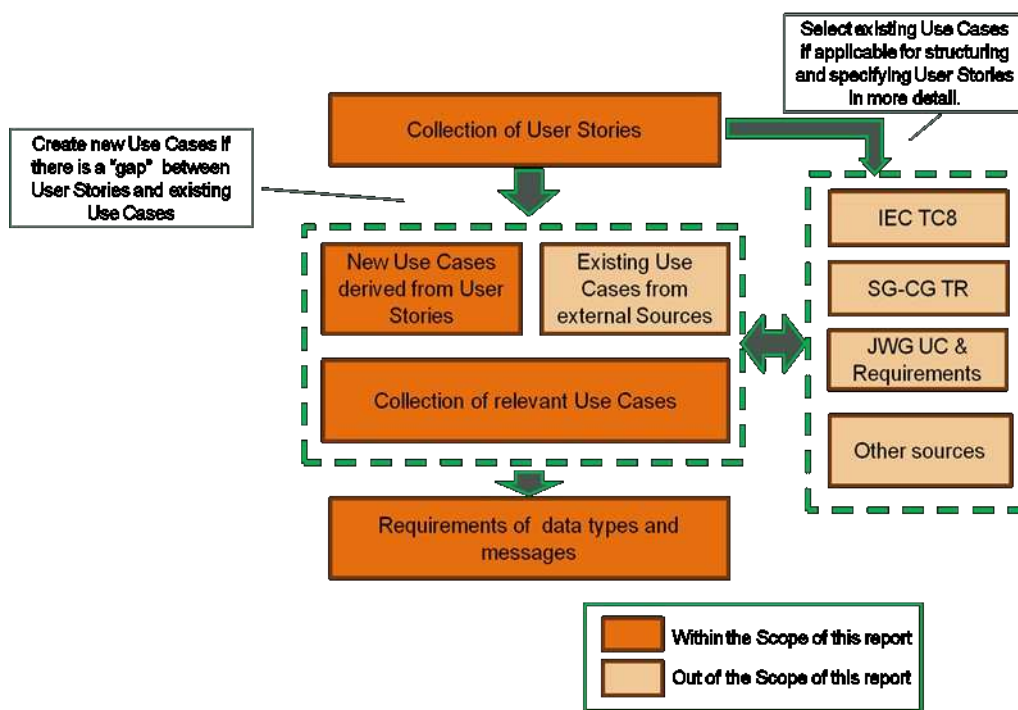 Select existing Use Cases
if applicable for structuring
and specifying User Stories
in more detail.
Collection of User Stories
Create new Use Cases if
there is a "gap" between
User Stories and existing
Use Cases
IEC TC8
New Use Cases
derived from User
Stories
Existing Use
Cases from
external Sources
SG-CG TR
JWG UC &
Requirements
Collection of relevant Use Cases
Other sources
Requirements of data types and
messages
Within the Scope of this report
Out of the Scope of this report